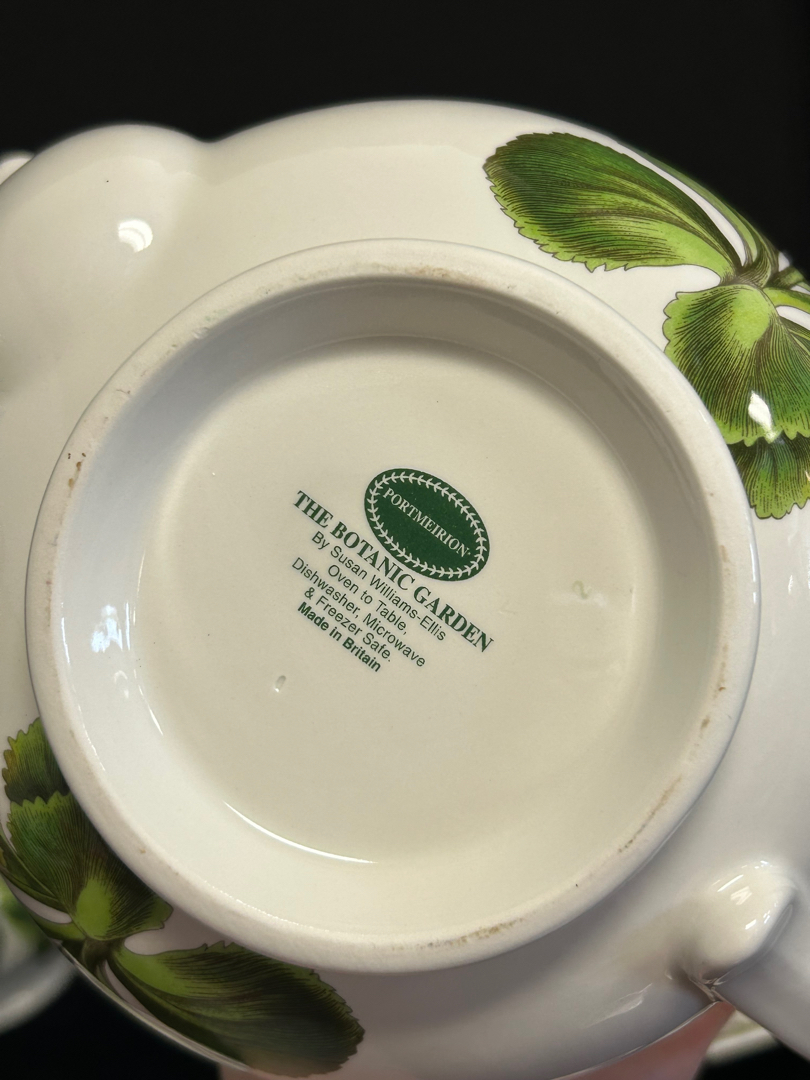 PORTMEIRION
THE BOTANIC GARDEN
By Susan Williams-Ellis
Oven to Table,
Dishwasher, Microwave
& Freezer Safe.
Made in Britain